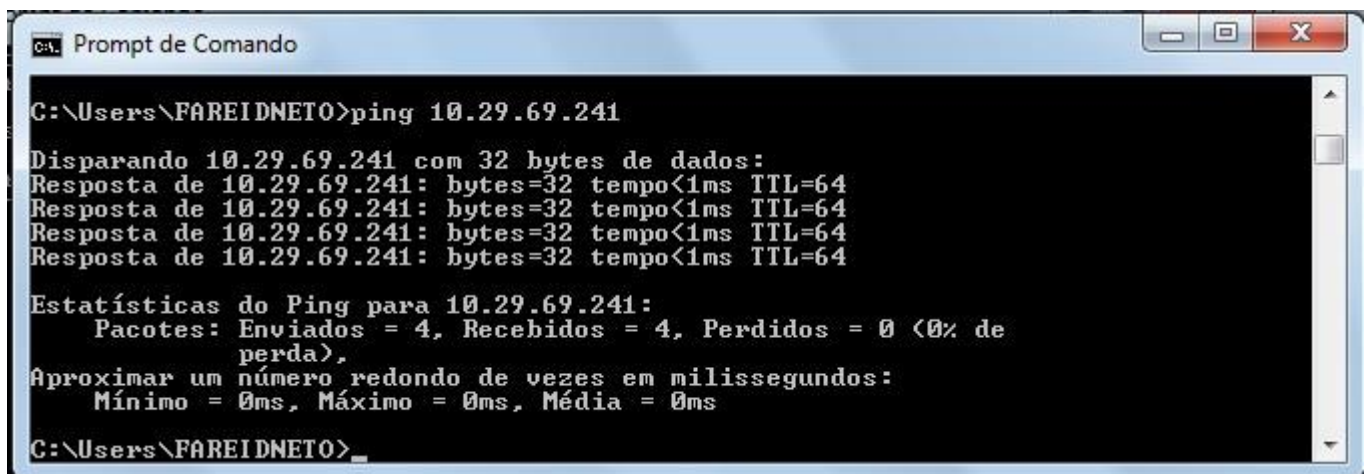 Prompt de Comando
C:\Users\FAREIDNETO>ping 10.29.69.241
Disparando 10.29.69.241 com 32 bytes de dados:
Resposta de 10.29.69.241: bytes=32 tempo<1ms TTL=64
Resposta de 10.29.69.241: bytes=32 tempo<1ms TTL=64
Resposta de 10.29.69.241: bytes=32 tempo<1ms TTL=64
Resposta de 10.29.69.241: bytes=32 tempo<1ms TTL=64
Estatísticas do Ping para 10.29.69.241:
Pacotes: Enviados = 4, Recebidos = 4, Perdidos = 0 (0% de
perda),
Aproximar um número redondo de vezes em milissegundos:
Mínimo = 0ms, Máximo = 0ms, Média = 0ms
C:\Users\FAREIDNETO>_